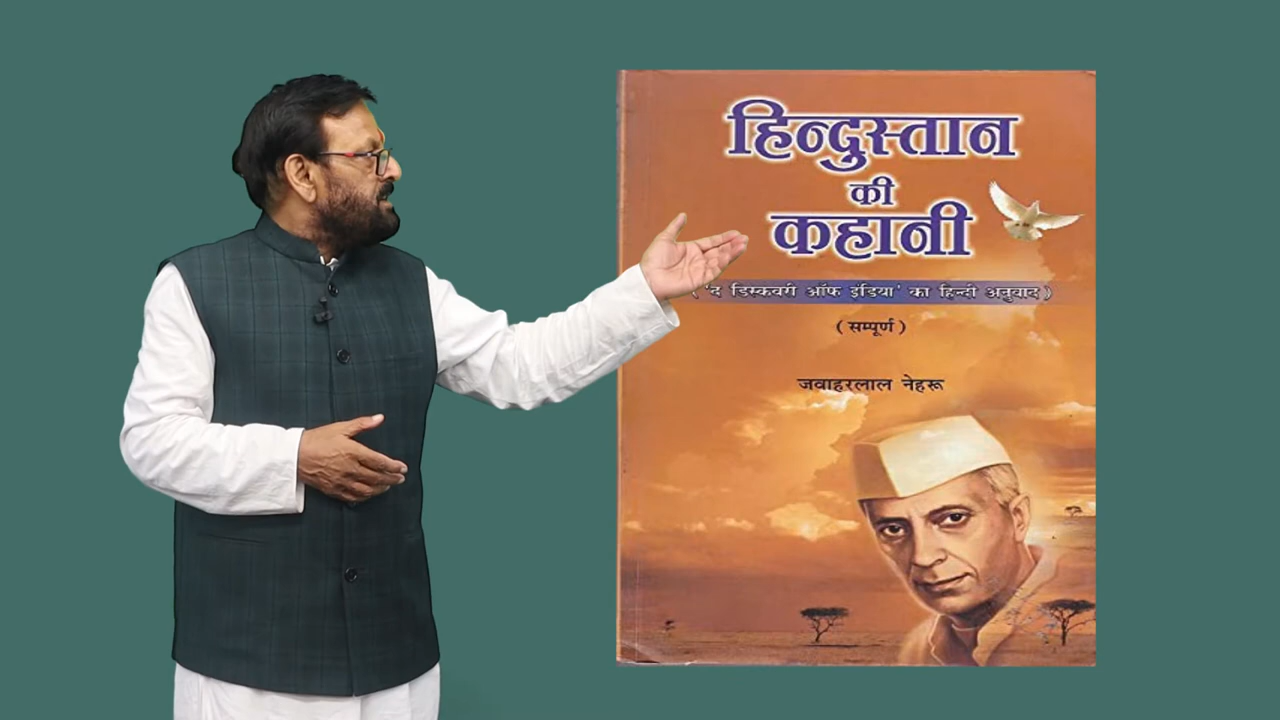 हिन्दुस्तान
की
कहानी
( 'द डिस्कवरी ऑफ इंडिया' का हिन्दी अनुवाद )
( सम्पूर्ण )
जवाहरलाल नेहरू